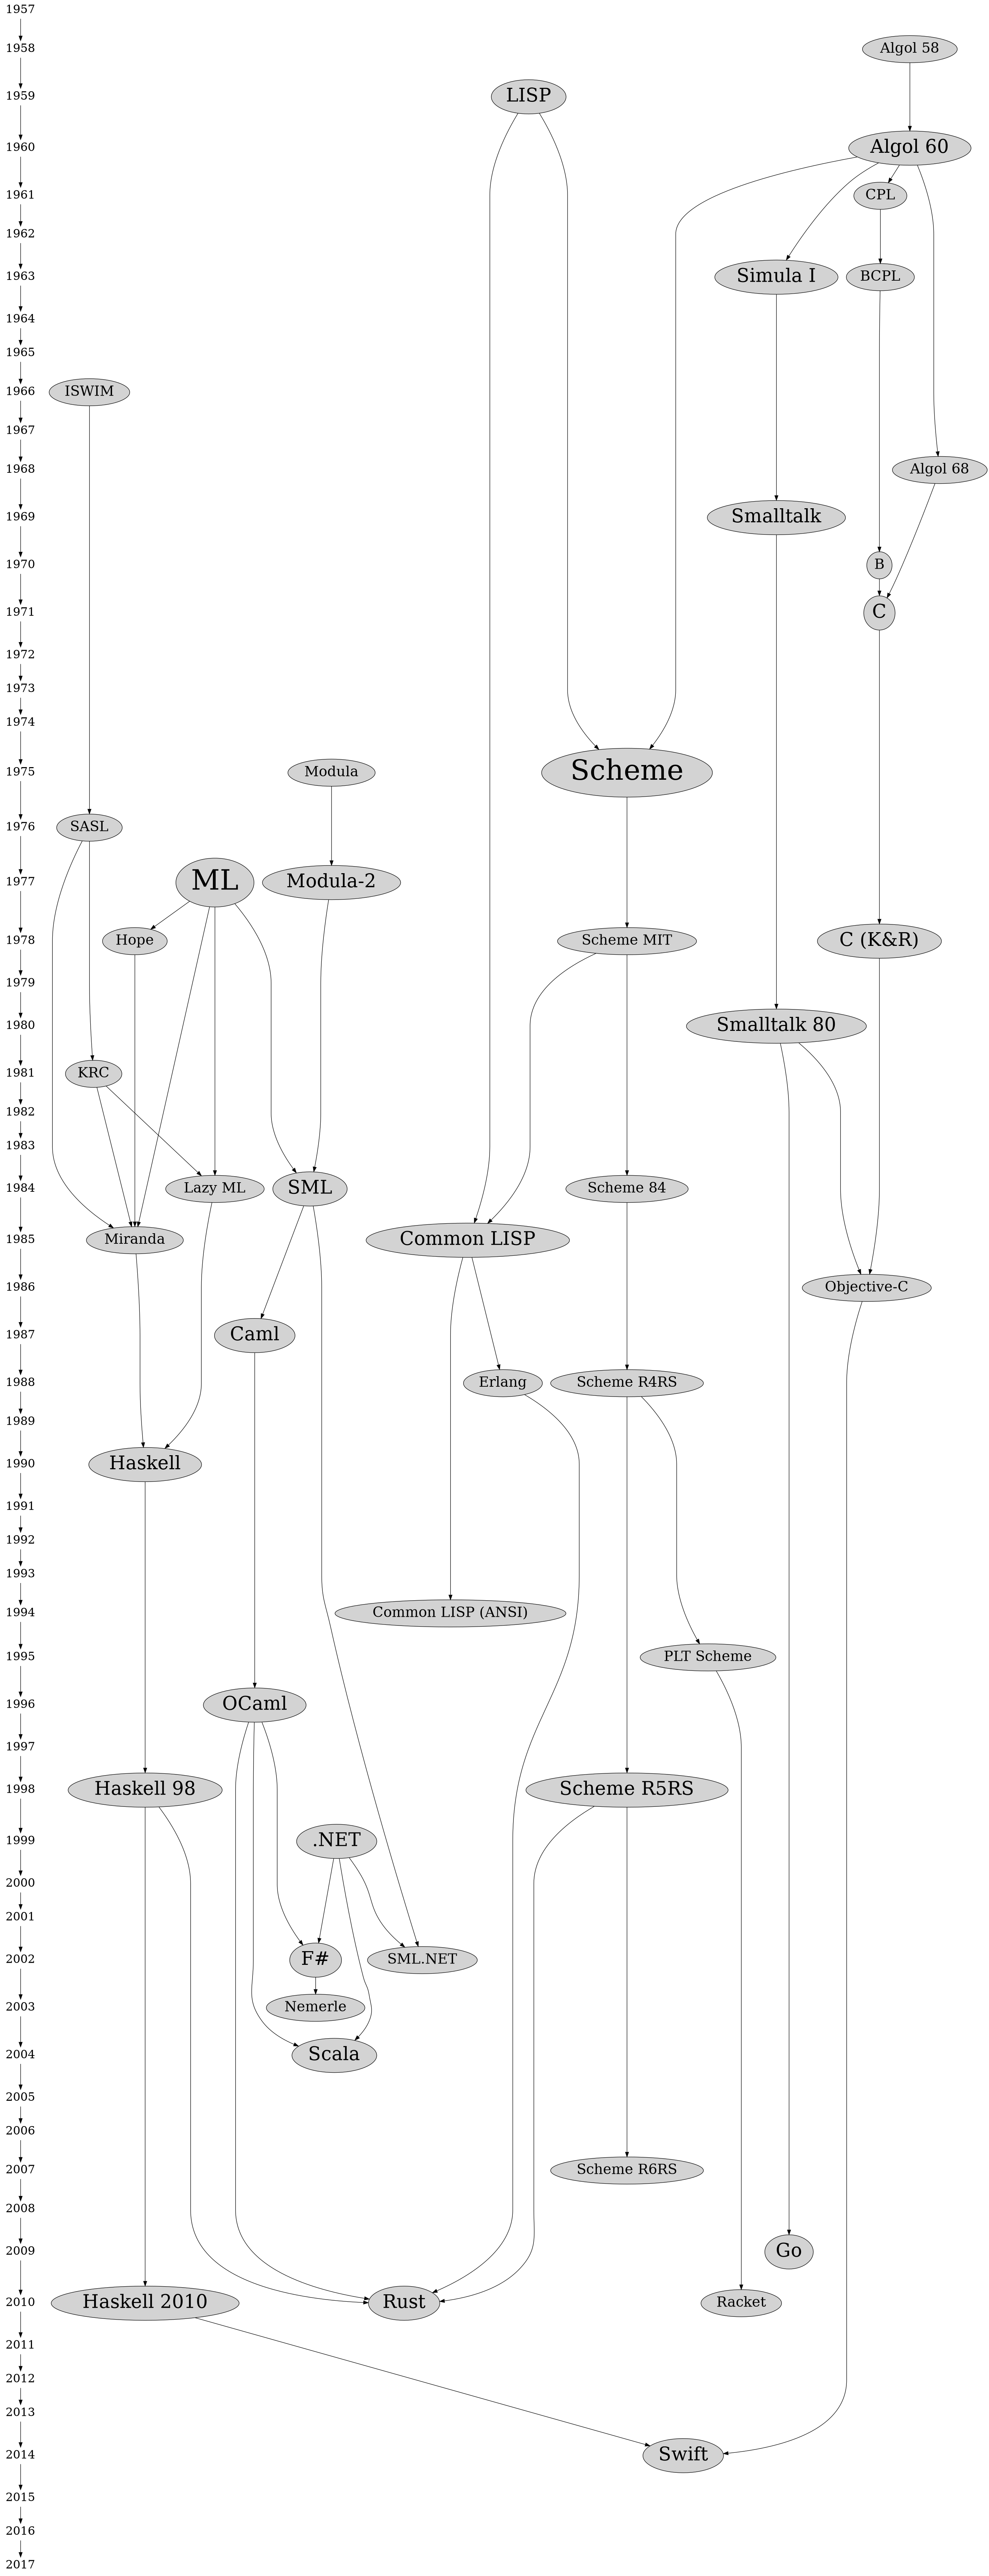 1957
1958
Algol 58
1959
LISP
1960
Algol 60
1961
CPL
1962
1963
Simula I
BCPL
1964
1965
1966
ISWIM
1967
1968
Algol 68
1969
Smalltalk
1970
B
1971
C
1972
1973
1974
1975
Modula
Scheme
1976
SASL
1977
ML
Modula-2
1978
Hope
Scheme MIT
C (K&R)
1979
1980
Smalltalk 80
1981
KRC
1982
1983
1984
Lazy ML
SML
Scheme 84
1985
Miranda
Common LISP
1986
Objective-C
1987
Caml
1988
Erlang
Scheme R4RS
1989
1990
Haskell
1991
1992
1993
1994
Common LISP (ANSI)
1995
PLT Scheme
1996
OCaml
1997
1998
Haskell 98
Scheme R5RS
1999
.NET
2000
2001
2002
F#
SML.NET
2003
Nemerle
2004
Scala
2005
2006
2007
Scheme R6RS
2008
2009
Go
2010
Haskell 2010
Rust
Racket
2011
2012
2013
2014
Swift
2015
2016
2017